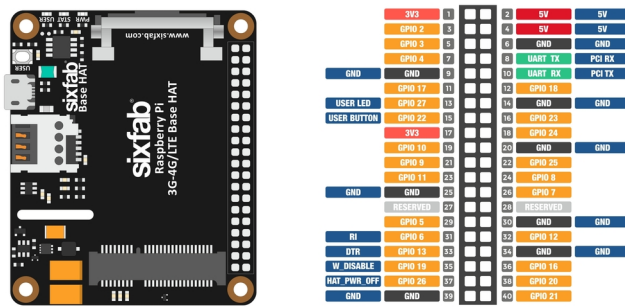 PWR
STAT
USER
www.sixfab.com
USER
sixfab
Base HAT
sixfab
Raspberry Pi
3G-4G/LTE Base HAT
3V3 1 2 5V 5V
GPIO 2 3 4 5V 5V
GPIO 3 5 6 GND GND
GPIO 4 7 8 UART TX PCI RX
GND GND 9 10 UART RX PCI TX
GPIO 17 11 12 GPIO 18
USER LED GPIO 27 13 14 GND GND
USER BUTTON GPIO 22 15 16 GPIO 23
3V3 17 18 GPIO 24
GPIO 10 19 20 GND GND
GPIO 9 21 22 GPIO 25
GPIO 11 23 24 GPIO 8
GND GND 25 26 GPIO 7
RESERVED 27 28 RESERVED
GPIO 5 29 30 GND GND
RI GPIO 6 31 32 GPIO 12
DTR GPIO 13 33 34 GND GND
W_DISABLE GPIO 19 35 36 GPIO 16
HAT_PWR_OFF GPIO 26 37 38 GPIO 20
GND GND 39 40 GPIO 21